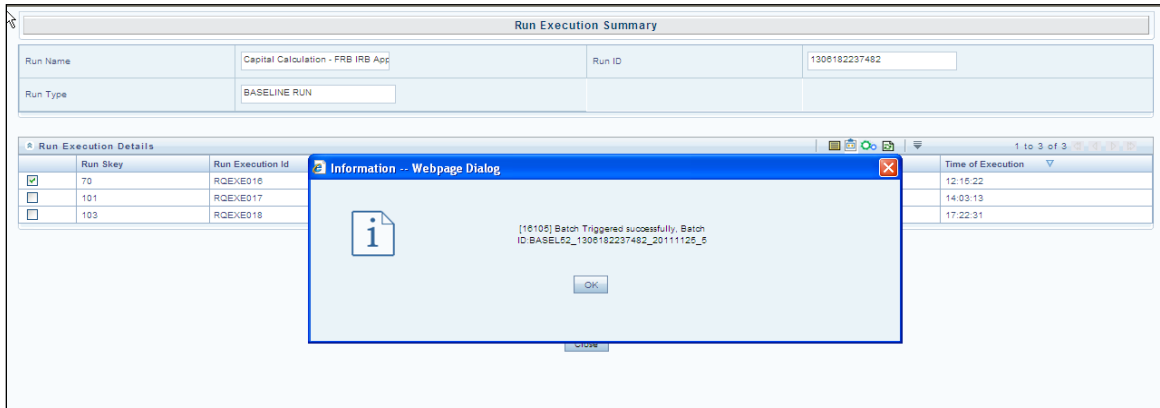 Run Execution Summary
Run Name
Capital Calculation - FRB IRB App
Run ID
1306182237482
Run Type
BASELINE RUN
Run Execution Details
1 to 3 of 3
Run Skey
Run Execution Id
Time of Execution
70
RQEXE016
12:15:22
101
RQEXE017
14:03:13
103
RQEXE018
17:22:31
Information -- Webpage Dialog
[16105] Batch Triggered successfully, Batch
ID:BASEL52_1306182237482_20111125_5
OK
Close